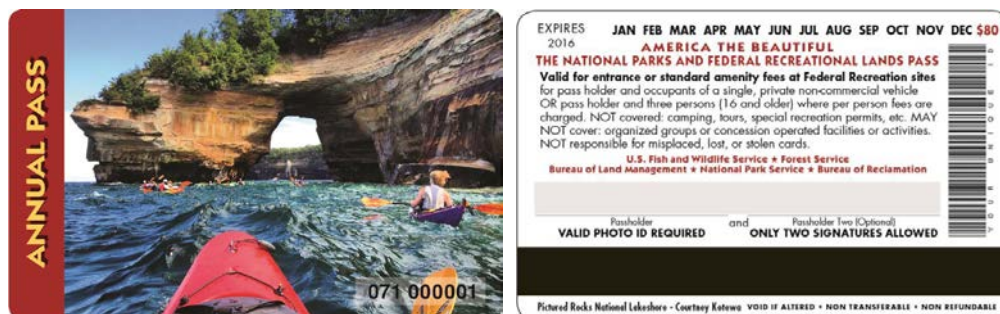 ANNUAL PASS
071 000001
EXPIRES
2016
JAN FEB MAR APR MAY JUN JUL AUG SEP OCT NOV DEC $80
AMERICA THE BEAUTIFUL
THE NATIONAL PARKS AND FEDERAL RECREATIONAL LANDS PASS
Valid for entrance or standard amenity fees at Federal Recreation sites
for pass holder and occupants of a single, private non-commercial vehicle
OR pass holder and three persons (16 and older) where per person fees are
charged. NOT covered: camping, tours, special recreation permits, etc. MAY
NOT cover: organized groups or concession operated facilities or activities.
NOT responsible for misplaced, lost, or stolen cards.
U.S. Fish and Wildlife Service ★ Forest Service
Bureau of Land Management ★ National Park Service ★ Bureau of Reclamation
Passholder and Passholder Two (Optional)
VALID PHOTO ID REQUIRED ONLY TWO SIGNATURES ALLOWED
YOUR UNIQUE ID
Pictured Rocks National Lakeshore - Courtney Kotewa VOID IF ALTERED • NON TRANSFERABLE • NON REFUNDABLE